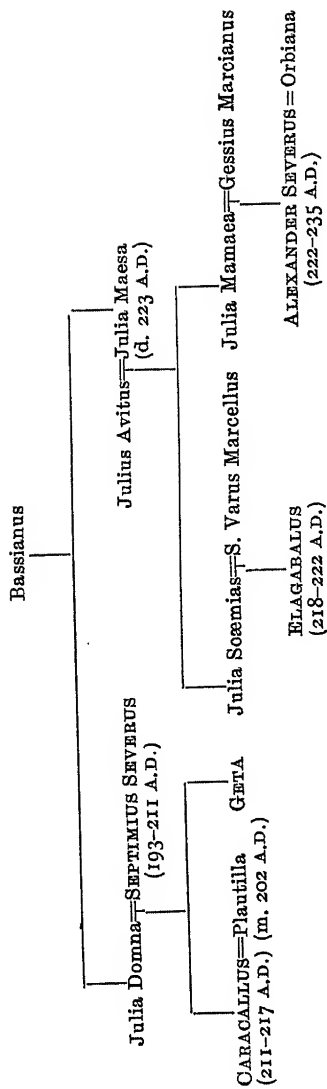 Bassianus
Julia Domna=SEPTIMIUS SEVERUS
(193–211 A.D.)
Julius Avitus=Julia Maesa
(d. 223 A.D.)
CARACALLUS=Plautilla
(211–217 A.D.) (m. 202 A.D.)
GETA
Julia Soæmias=S. Varus Marcellus
Julia Mamaea=Gessius Marcianus
ELAGABALUS
(218–222 A.D.)
ALEXANDER SEVERUS=Orbiana
(222–235 A.D.)